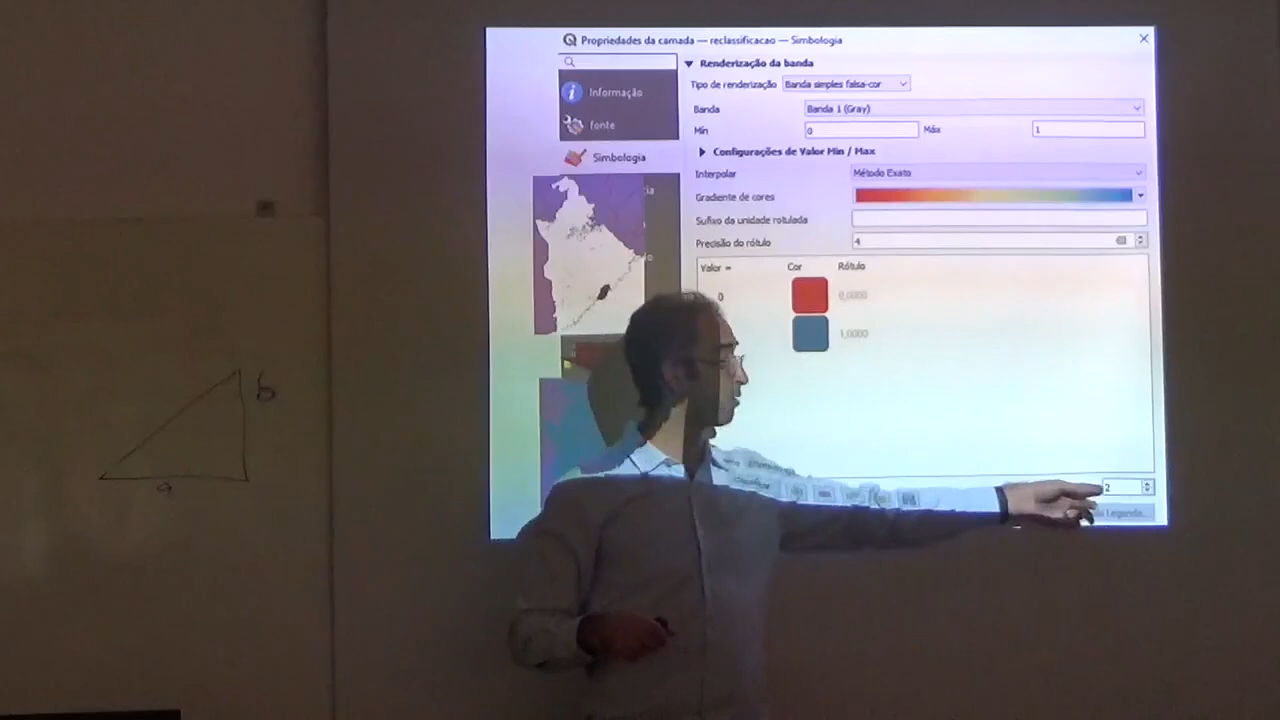 Propriedades da camada — reclassificacao — Simbologia
Informação
fonte
Simbologia
Renderização da banda
Tipo de renderização Banda simples falsa-cor
Banda Banda 1 (Gray)
Mín 0 Máx 1
Configurações de Valor Min / Max
Interpolar Método Exato
Gradiente de cores
Sufixo da unidade rotulada
Precisão do rótulo 4
Valor = Cor Rótulo
0 0,0000
1,0000
2
b
a